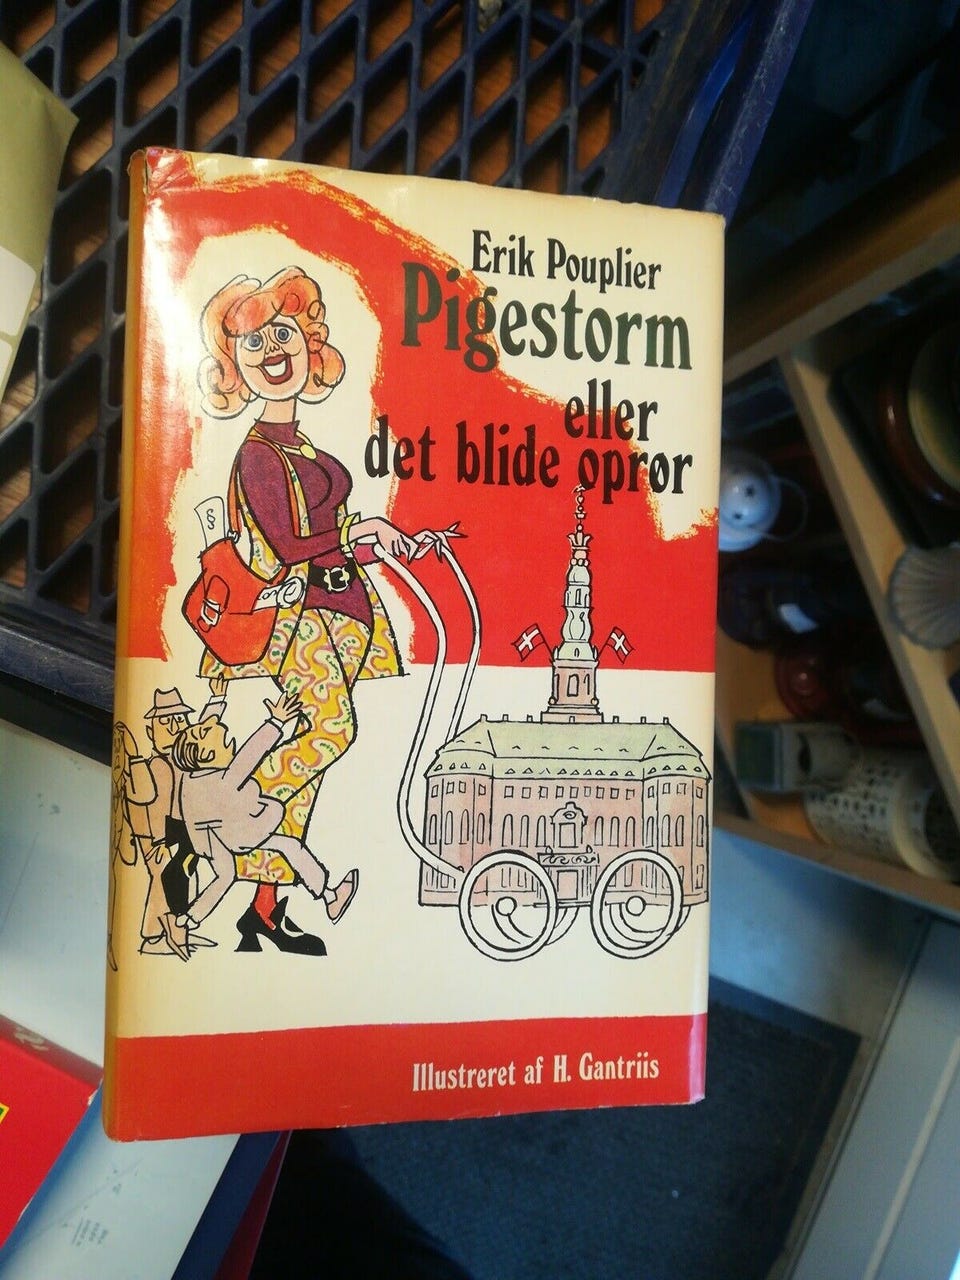 Erik Pouplier
Pigestorm
eller
det blide oprør
§
Illustreret af H. Gantriis